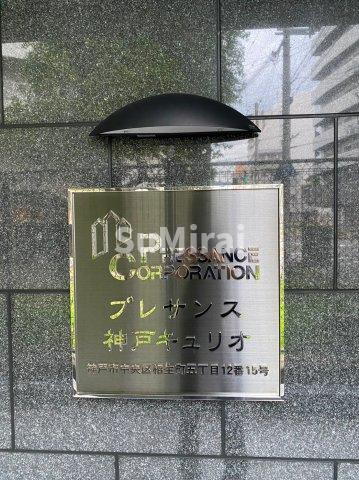 SpMirai
PRESSANCE
CORPORATION
プレサンス
神戸キュリオ
神戸市中央区相生町五丁目12番15号